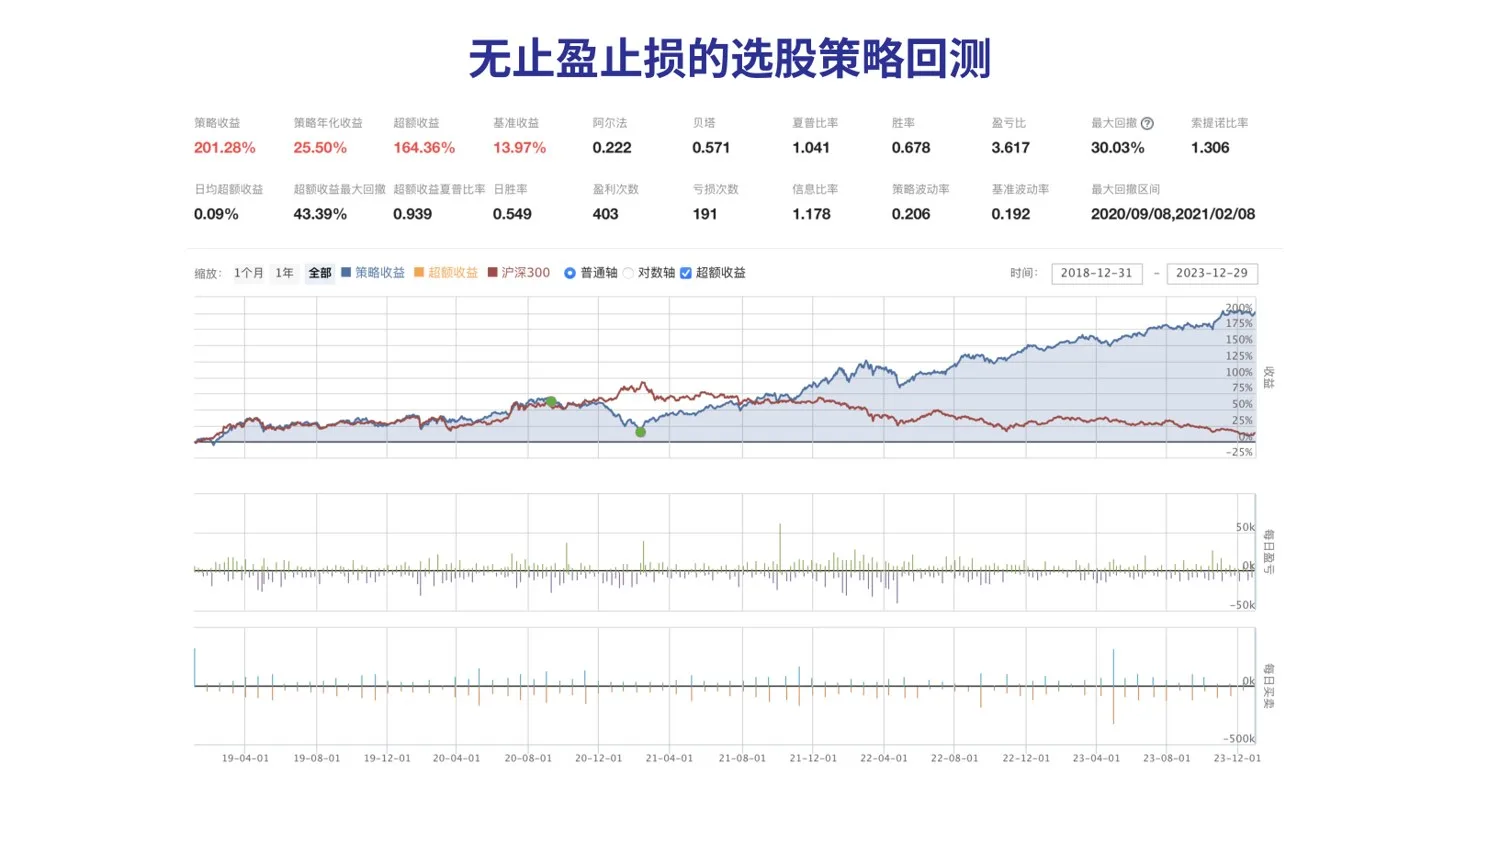 无止盈止损的选股策略回测
策略收益 策略年化收益 超额收益 基准收益 阿尔法 贝塔 夏普比率 胜率 盈亏比 最大回撤 ? 索提诺比率
201.28% 25.50% 164.36% 13.97% 0.222 0.571 1.041 0.678 3.617 30.03% 1.306
日均超额收益 超额收益最大回撤 超额收益夏普比率 日胜率 盈利次数 亏损次数 信息比率 策略波动率 基准波动率 最大回撤区间
0.09% 43.39% 0.939 0.549 403 191 1.178 0.206 0.192 2020/09/08,2021/02/08
缩放: 1个月 1年 全部 策略收益 超额收益 沪深300 普通轴 对数轴 超额收益 时间: 2018-12-31 - 2023-12-29
200%
175%
150%
125%
100%
75%
50%
25%
0%
-25%
收益
50k
0k
-50k
每日盈亏
0k
-500k
每日买卖
19-04-01 19-08-01 19-12-01 20-04-01 20-08-01 20-12-01 21-04-01 21-08-01 21-12-01 22-04-01 22-08-01 22-12-01 23-04-01 23-08-01 23-12-01